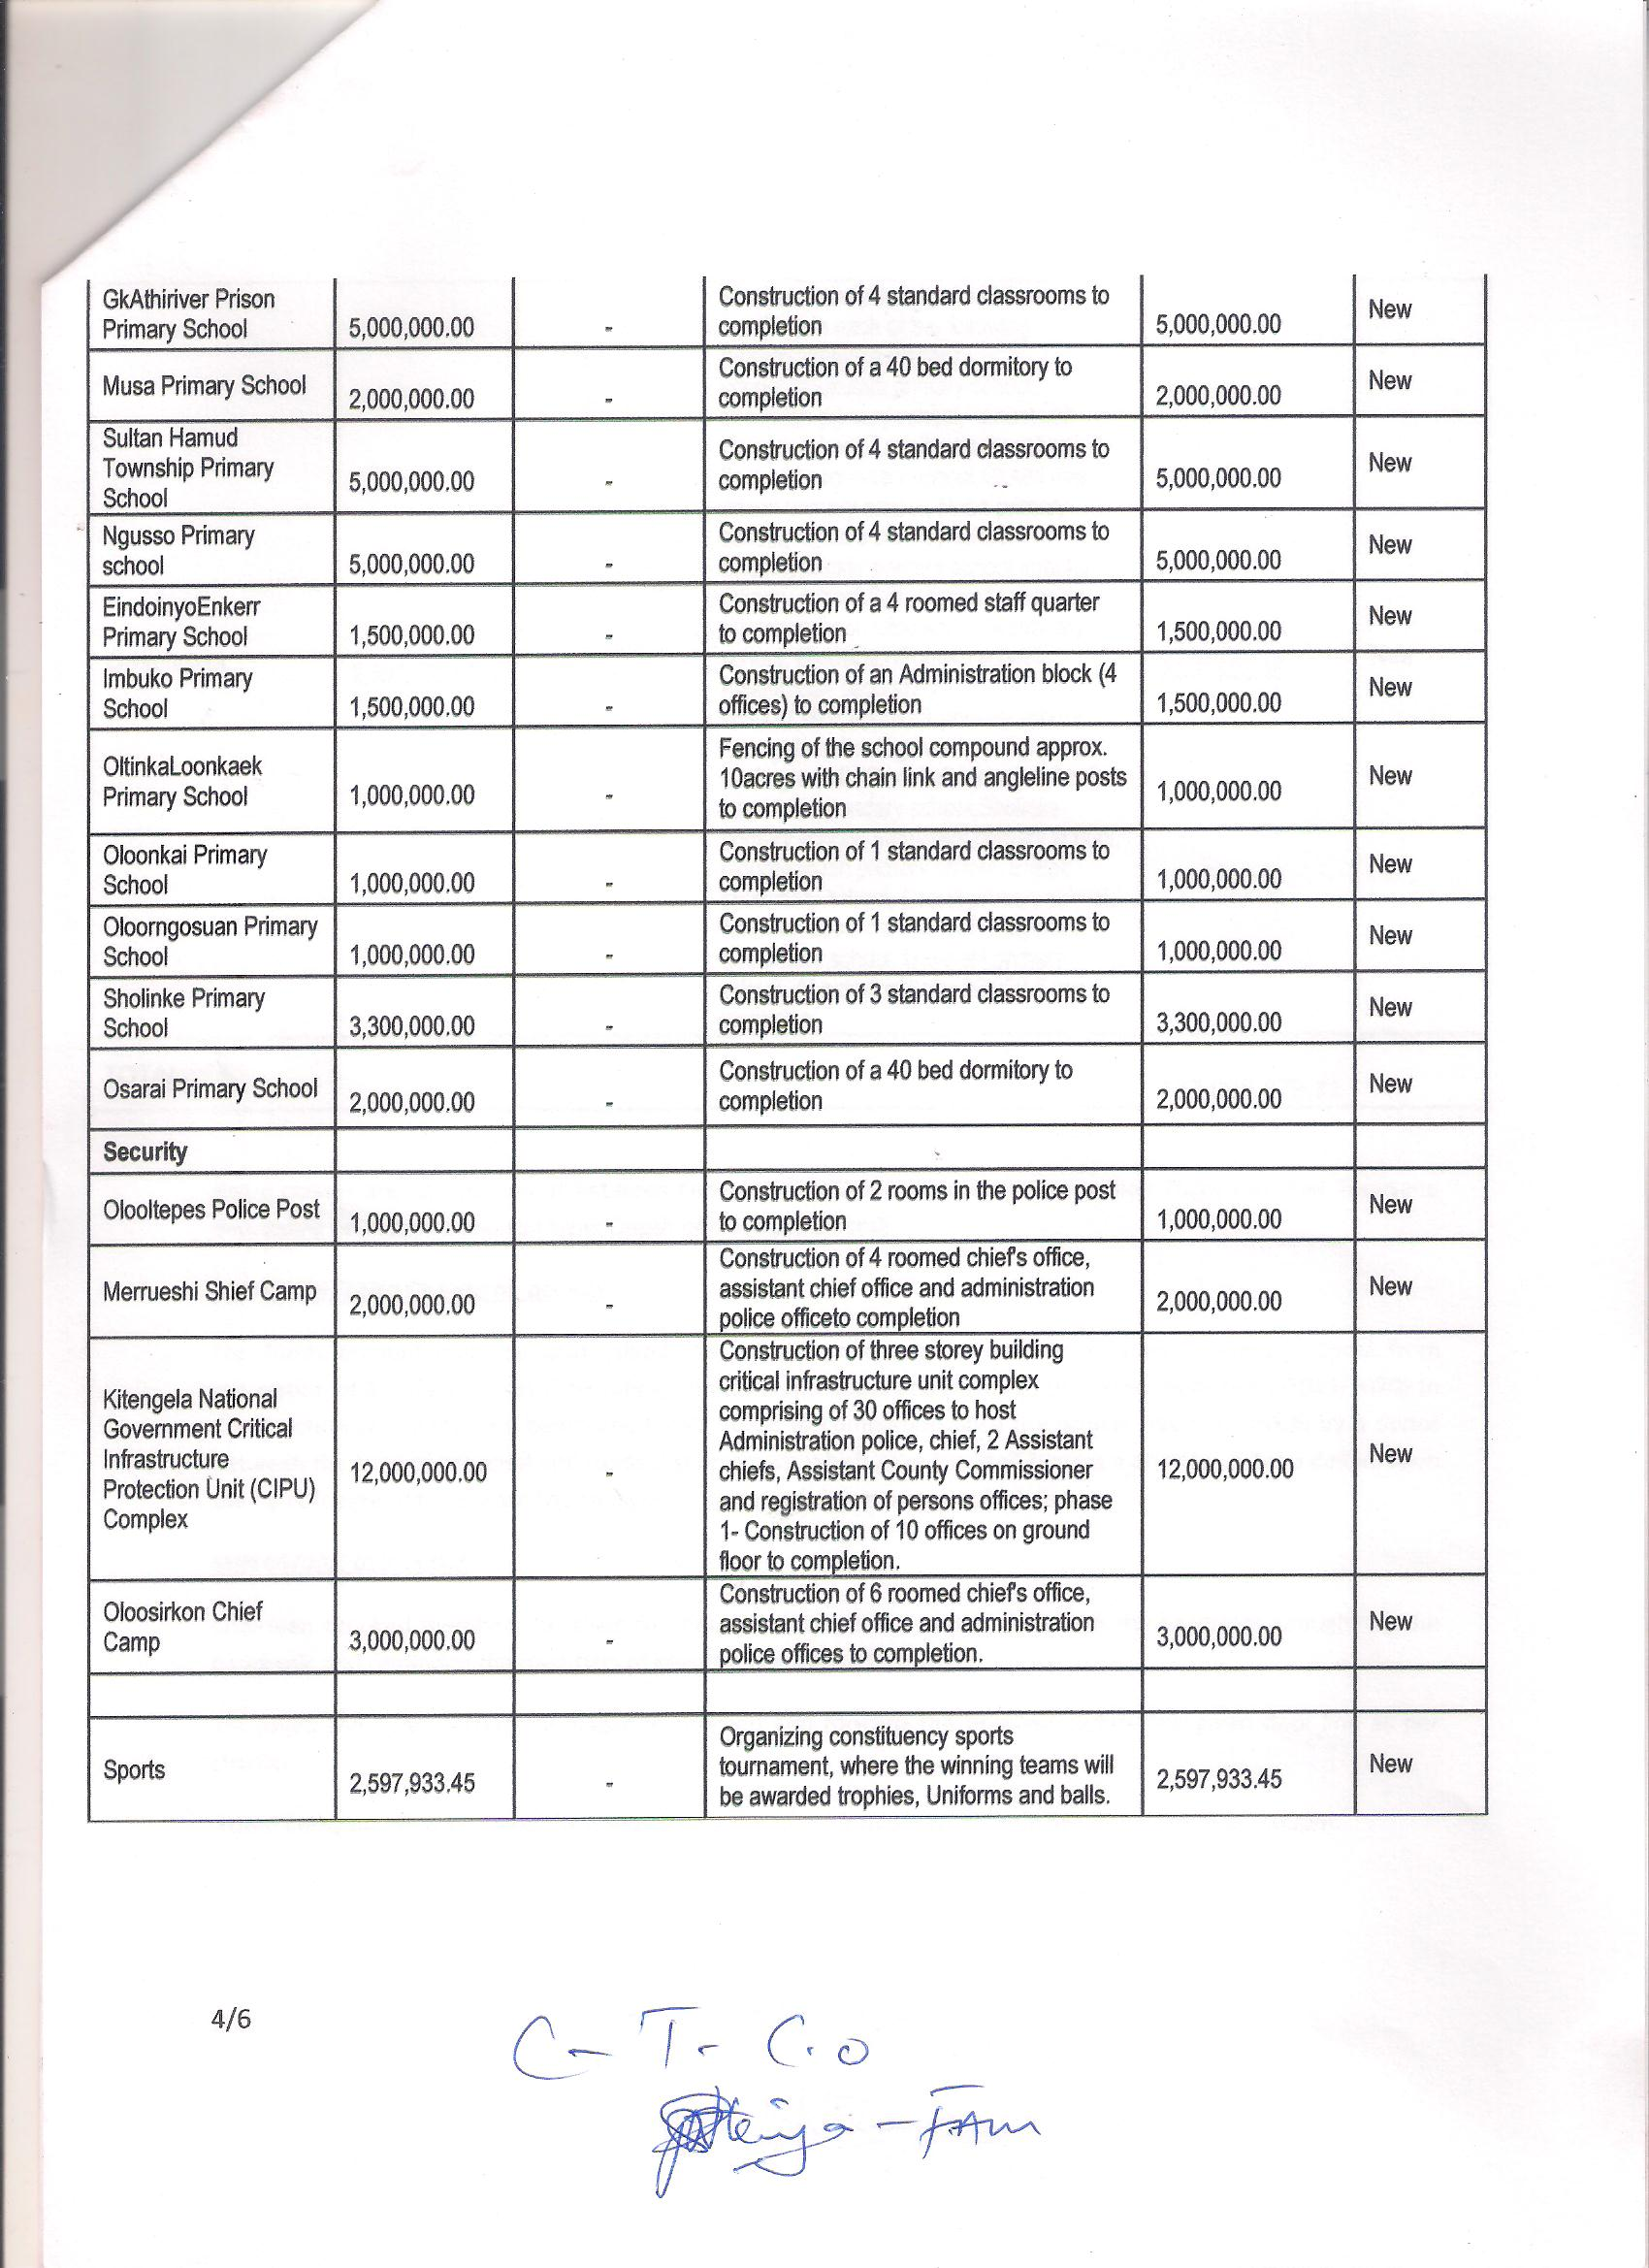 GkAthiriver Prison
Primary School 5,000,000.00 - Construction of 4 standard classrooms to
completion 5,000,000.00 New
Musa Primary School 2,000,000.00 - Construction of a 40 bed dormitory to
completion 2,000,000.00 New
Sultan Hamud
Township Primary
School 5,000,000.00 - Construction of 4 standard classrooms to
completion 5,000,000.00 New
Ngusso Primary
school 5,000,000.00 - Construction of 4 standard classrooms to
completion 5,000,000.00 New
EindoinyoEnkerr
Primary School 1,500,000.00 - Construction of a 4 roomed staff quarter
to completion 1,500,000.00 New
Imbuko Primary
School 1,500,000.00 - Construction of an Administration block (4
offices) to completion 1,500,000.00 New
OltinkaLoonkaek
Primary School 1,000,000.00 - Fencing of the school compound approx.
10acres with chain link and angleline posts
to completion 1,000,000.00 New
Oloonkai Primary
School 1,000,000.00 - Construction of 1 standard classrooms to
completion 1,000,000.00 New
Oloorngosuan Primary
School 1,000,000.00 - Construction of 1 standard classrooms to
completion 1,000,000.00 New
Sholinke Primary
School 3,300,000.00 - Construction of 3 standard classrooms to
completion 3,300,000.00 New
Osarai Primary School 2,000,000.00 - Construction of a 40 bed dormitory to
completion 2,000,000.00 New
Security
Olooltepes Police Post 1,000,000.00 - Construction of 2 rooms in the police post
to completion 1,000,000.00 New
Merrueshi Shief Camp 2,000,000.00 - Construction of 4 roomed chief's office,
assistant chief office and administration
police officeto completion 2,000,000.00 New
Kitengela National
Government Critical
Infrastructure
Protection Unit (CIPU)
Complex 12,000,000.00 - Construction of three storey building
critical infrastructure unit complex
comprising of 30 offices to host
Administration police, chief, 2 Assistant
chiefs, Assistant County Commissioner
and registration of persons offices; phase
1- Construction of 10 offices on ground
floor to completion. 12,000,000.00 New
Oloosirkon Chief
Camp 3,000,000.00 - Construction of 6 roomed chief's office,
assistant chief office and administration
police offices to completion. 3,000,000.00 New
Sports 2,597,933.45 - Organizing constituency sports
tournament, where the winning teams will
be awarded trophies, Uniforms and balls. 2,597,933.45 New
4/6
C-T-C.O
- FAM